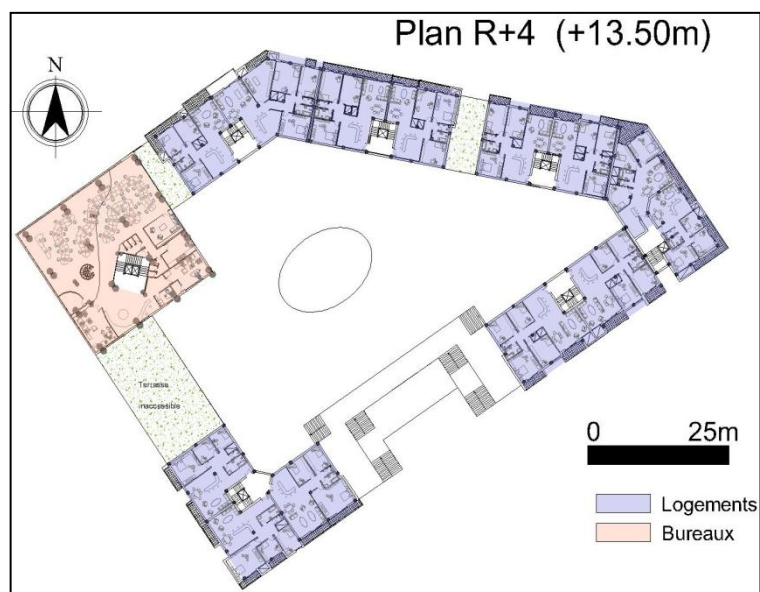 Plan R+4 (+13.50m)
N
Terrasse
inaccessible
0 25m
Logements
Bureaux